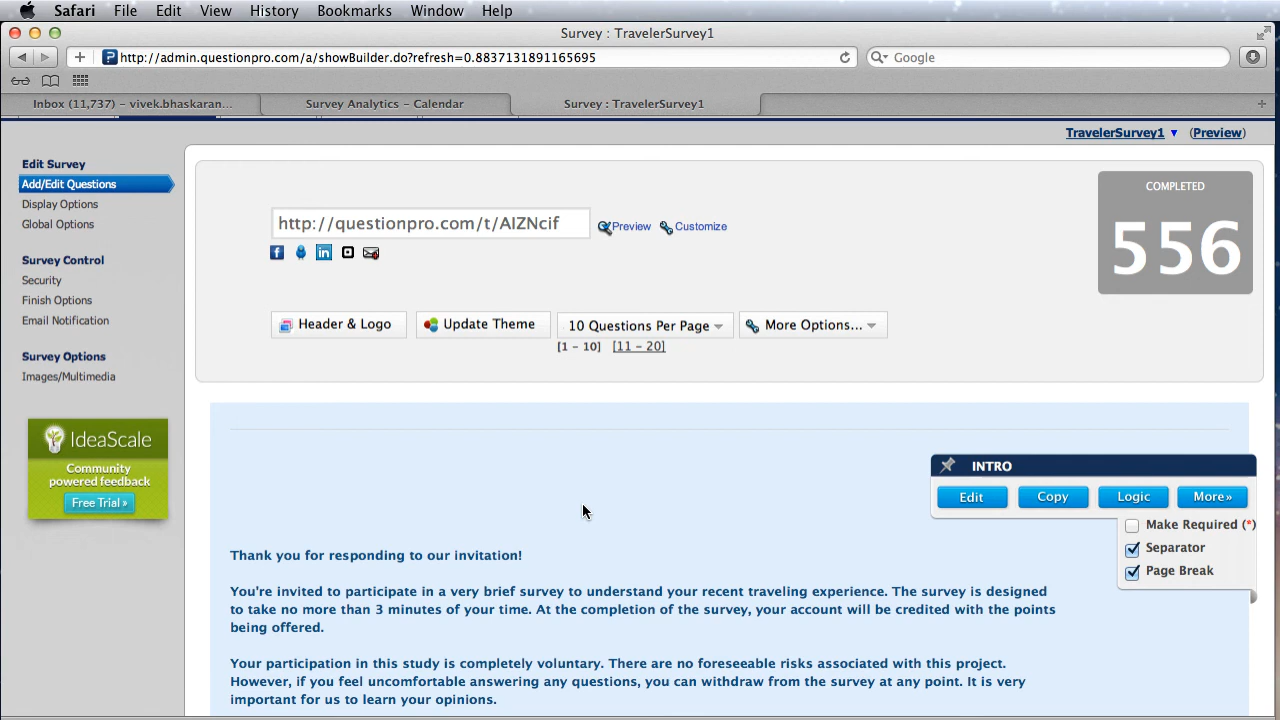 Safari File Edit View History Bookmarks Window Help
Survey : TravelerSurvey1
http://admin.questionpro.com/a/showBuilder.do?refresh=0.8837131891165695
Google
Inbox (11,737) – vivek.bhaskaran...
Survey Analytics – Calendar
Survey : TravelerSurvey1
TravelerSurvey1 (Preview)
Edit Survey
Add/Edit Questions
Display Options
Global Options
Survey Control
Security
Finish Options
Email Notification
Survey Options
Images/Multimedia
IdeaScale
Community
powered feedback
Free Trial »
http://questionpro.com/t/AIZNcif
Preview
Customize
COMPLETED
556
Header & Logo
Update Theme
10 Questions Per Page
More Options...
[1 – 10] [11 – 20]
INTRO
Edit
Copy
Logic
More»
Make Required (*)
Separator
Page Break
Thank you for responding to our invitation!
You're invited to participate in a very brief survey to understand your recent traveling experience. The survey is designed
to take no more than 3 minutes of your time. At the completion of the survey, your account will be credited with the points
being offered.
Your participation in this study is completely voluntary. There are no foreseeable risks associated with this project.
However, if you feel uncomfortable answering any questions, you can withdraw from the survey at any point. It is very
important for us to learn your opinions.